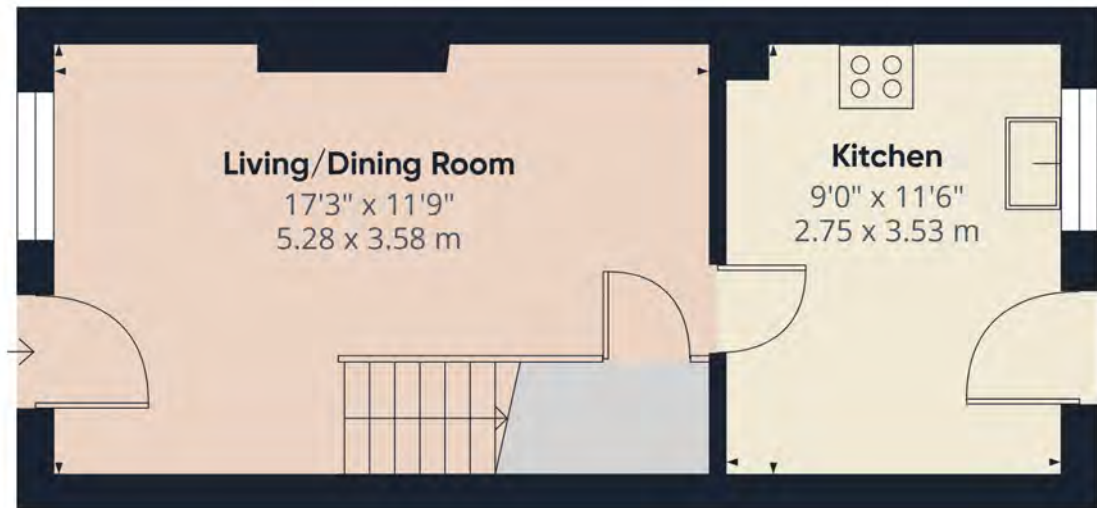 Living/Dining Room
17'3" x 11'9"
5.28 x 3.58 m
Kitchen
9'0" x 11'6"
2.75 x 3.53 m